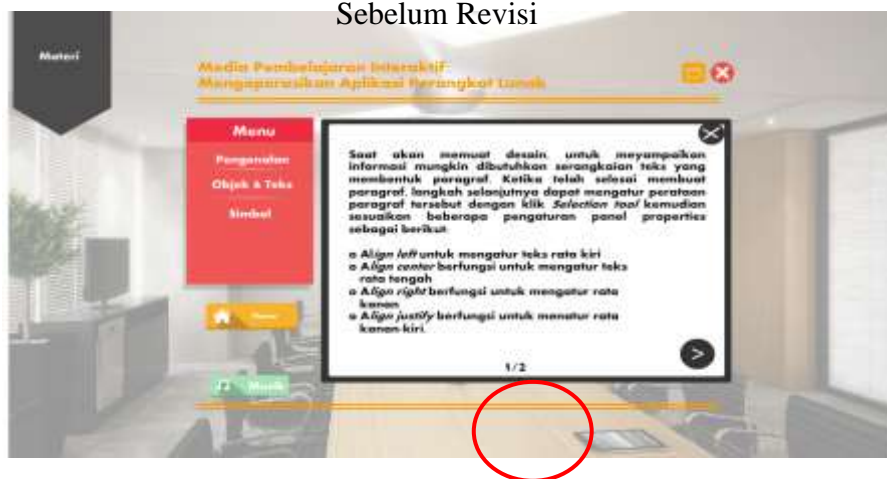 Sebelum Revisi
Materi
Media Pembelajaran Interaktif
Mengoperasikan Aplikasi Perangkat Lunak
Menu
Pengenalan
Objek & Teks
Simbol
Home
Musik
Saat akan memuat desain, untuk meyampaikan
informasi mungkin dibutuhkan serangkaian teks yang
membentuk paragraf. Ketika telah selesai membuat
paragraf, langkah selanjutnya dapat mengatur perataan
paragraf tersebut dengan klik Selection tool kemudian
sesuaikan beberapa pengaturan panel properties
sebagai berikut:
o Align left untuk mengatur teks rata kiri
o Align center berfungsi untuk mengatur teks
rata tengah
o Align right berfungsi untuk mengatur rata
kanan
o Align justify berfungsi untuk menatur rata
kanan-kiri.
1/2